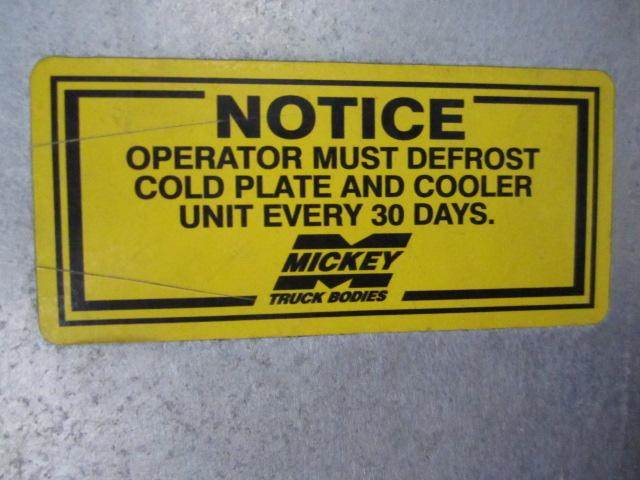 NOTICE
OPERATOR MUST DEFROST
COLD PLATE AND COOLER
UNIT EVERY 30 DAYS.
MICKEY
TRUCK BODIES